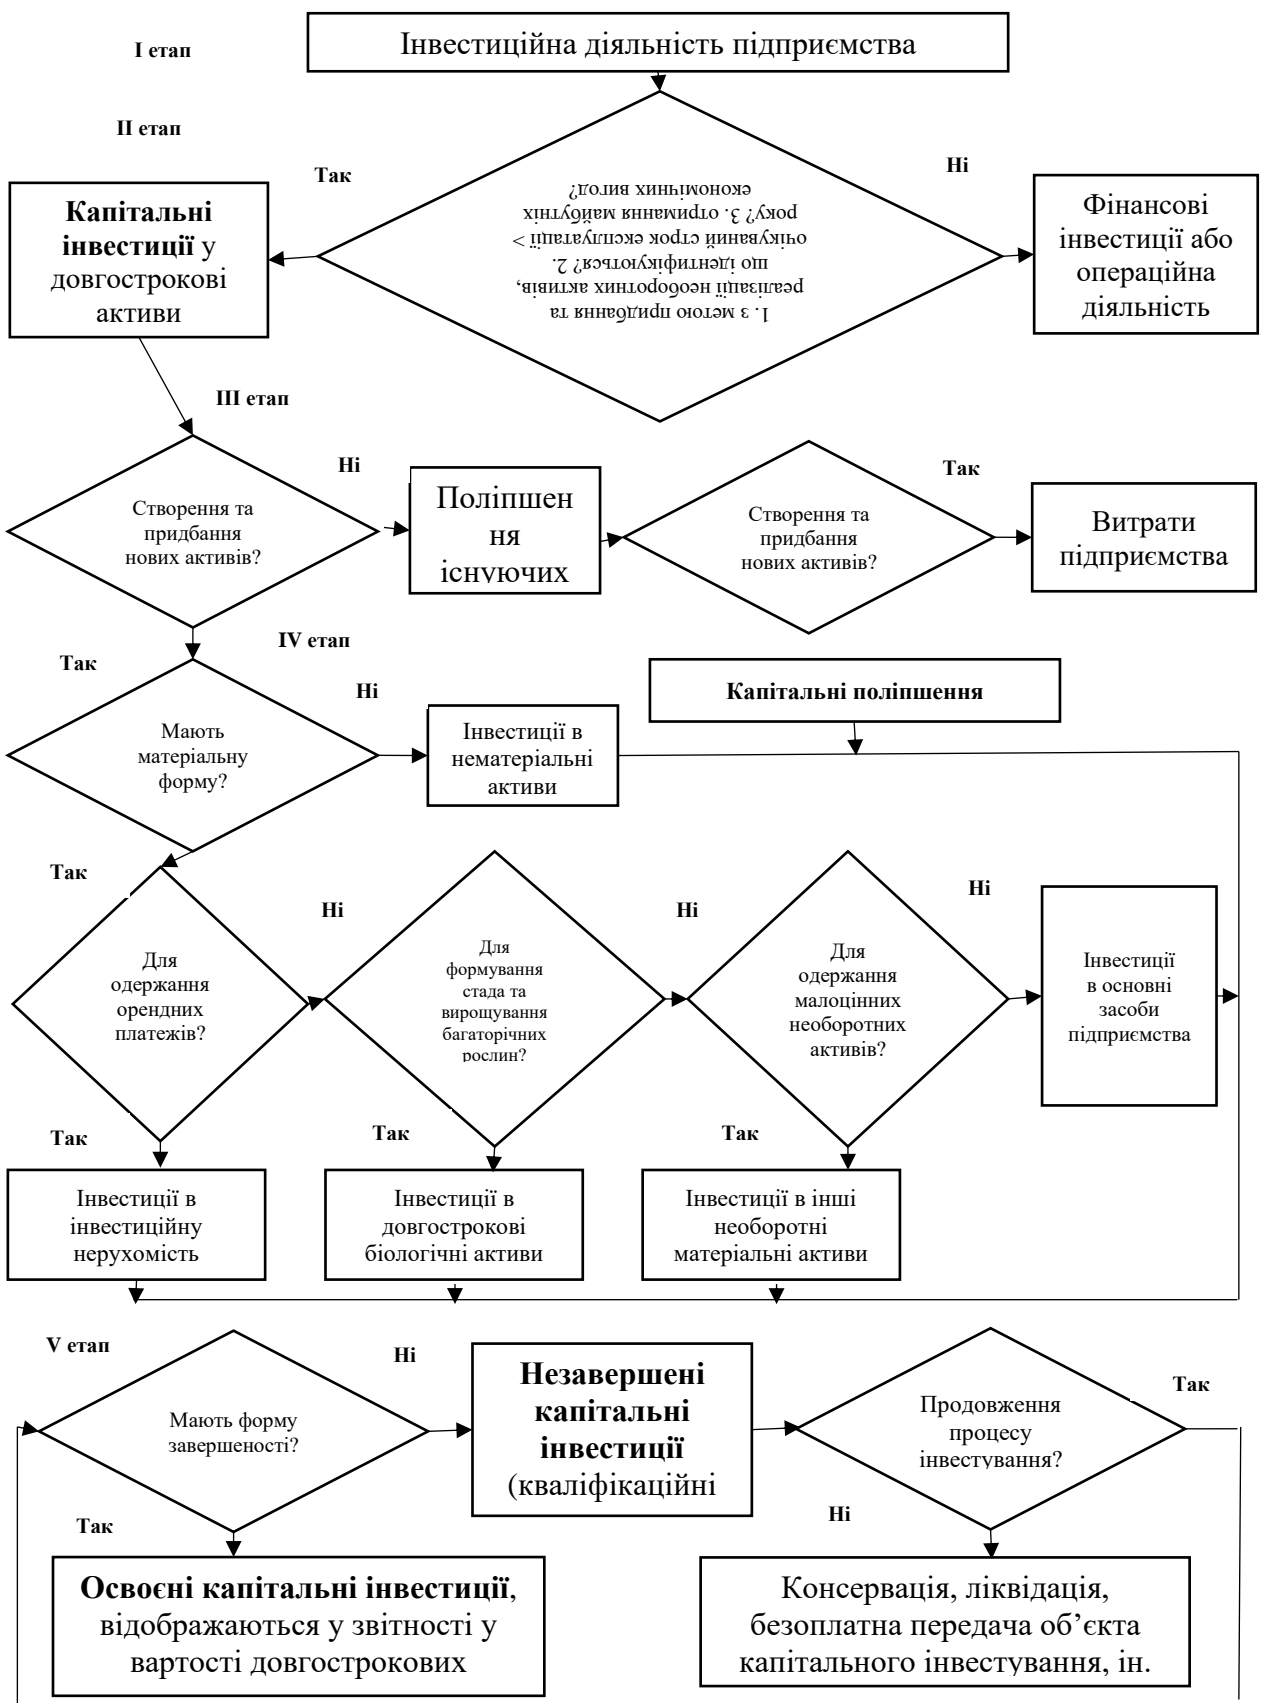 І етап
Інвестиційна діяльність підприємства
ІІ етап
Так
Ні
Капітальні
інвестиції у
довгострокові
активи
1. з метою придбання та
реалізації необоротних активів,
що ідентифікуються? 2.
очікуваний строк експлуатації >
року? 3. отримання майбутніх
економічних вигод?
Фінансові
інвестиції або
операційна
діяльність
ІІІ етап
Ні
Так
Створення та
придбання
нових активів?
Поліпшен
ня
існуючих
Створення та
придбання
нових активів?
Витрати
підприємства
IV етап
Так
Ні
Капітальні поліпшення
Мають
матеріальну
форму?
Інвестиції в
нематеріальні
активи
Так
Ні
Ні
Ні
Для
одержання
орендних
платежів?
Для
формування
стада та
вирощування
багаторічних
рослин?
Для
одержання
малоцінних
необоротних
активів?
Інвестиції
в основні
засоби
підприємства
Так
Так
Так
Інвестиції в
інвестиційну
нерухомість
Інвестиції в
довгострокові
біологічні активи
Інвестиції в інші
необоротні
матеріальні активи
V етап
Ні
Так
Мають форму
завершеності?
Незавершені
капітальні
інвестиції
(кваліфікаційні
Продовження
процесу
інвестування?
Так
Ні
Освоєні капітальні інвестиції,
відображаються у звітності у
вартості довгострокових
Консервація, ліквідація,
безоплатна передача об’єкта
капітального інвестування, ін.